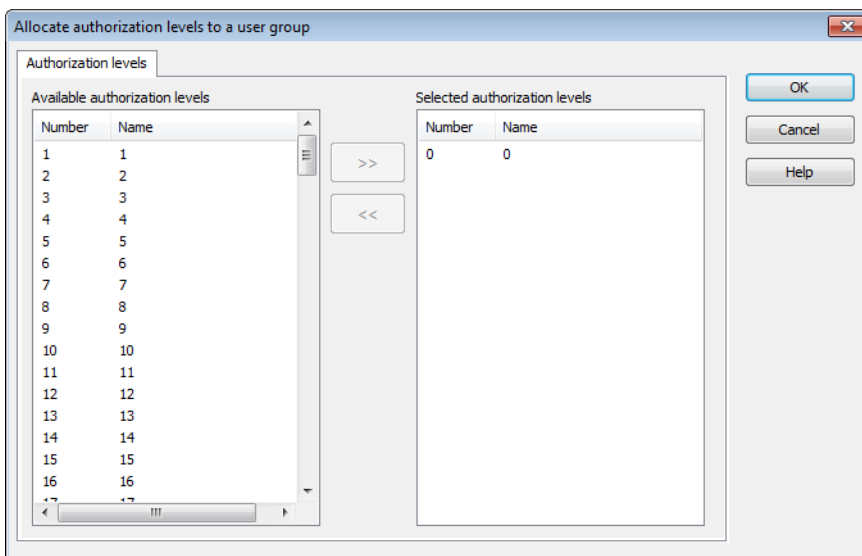 Allocate authorization levels to a user group
Authorization levels
Available authorization levels
Number Name
1 1
2 2
3 3
4 4
5 5
6 6
7 7
8 8
9 9
10 10
11 11
12 12
13 13
14 14
15 15
16 16
17 17
>>
<<
Selected authorization levels
Number Name
0 0
OK
Cancel
Help